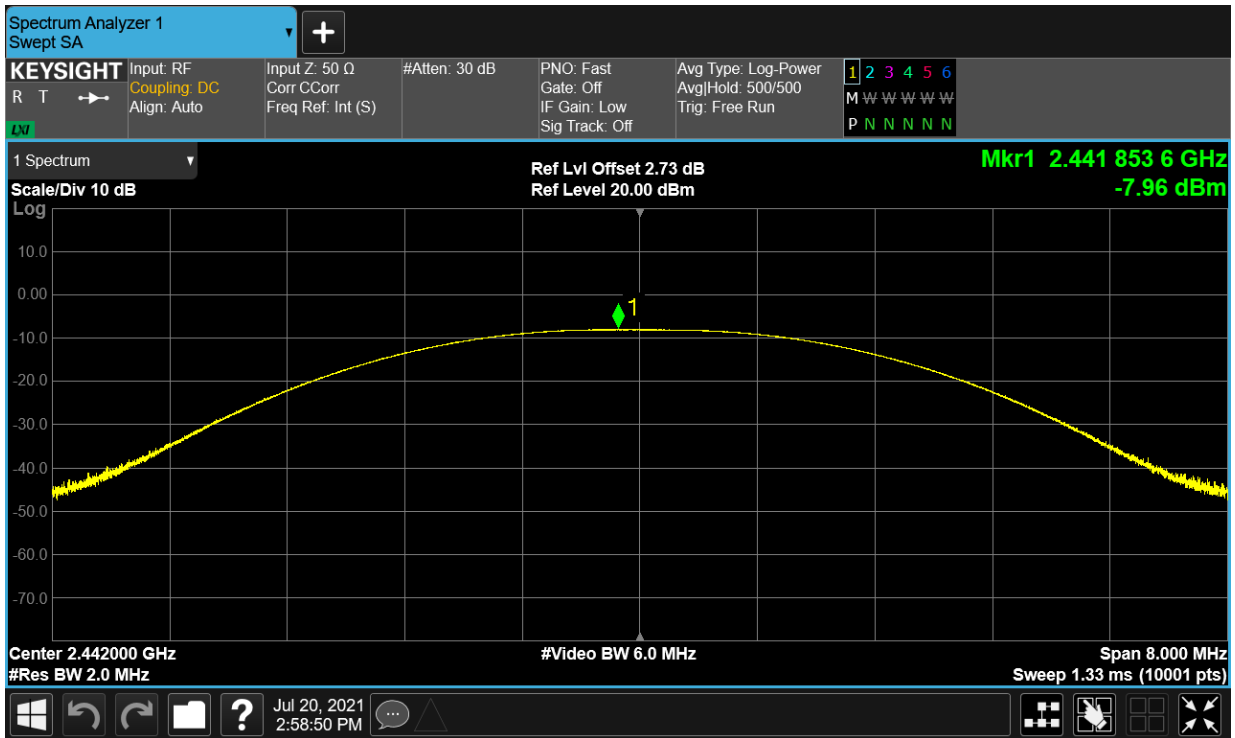 Spectrum Analyzer 1
Swept SA
▼
+
KEYSIGHT
R T
LXI
Input: RF
Coupling: DC
Align: Auto
Input Z: 50 Ω
Corr CCorr
Freq Ref: Int (S)
#Atten: 30 dB
PNO: Fast
Gate: Off
IF Gain: Low
Sig Track: Off
Avg Type: Log-Power
Avg|Hold: 500/500
Trig: Free Run
1 2 3 4 5 6
M W W W W W
P N N N N N
1 Spectrum ▼
Scale/Div 10 dB
Log
Ref Lvl Offset 2.73 dB
Ref Level 20.00 dBm
Mkr1 2.441 853 6 GHz
-7.96 dBm
10.0
0.00
-10.0
-20.0
-30.0
-40.0
-50.0
-60.0
-70.0
1
Center 2.442000 GHz
#Res BW 2.0 MHz
#Video BW 6.0 MHz
Span 8.000 MHz
Sweep 1.33 ms (10001 pts)
?
Jul 20, 2021
2:58:50 PM